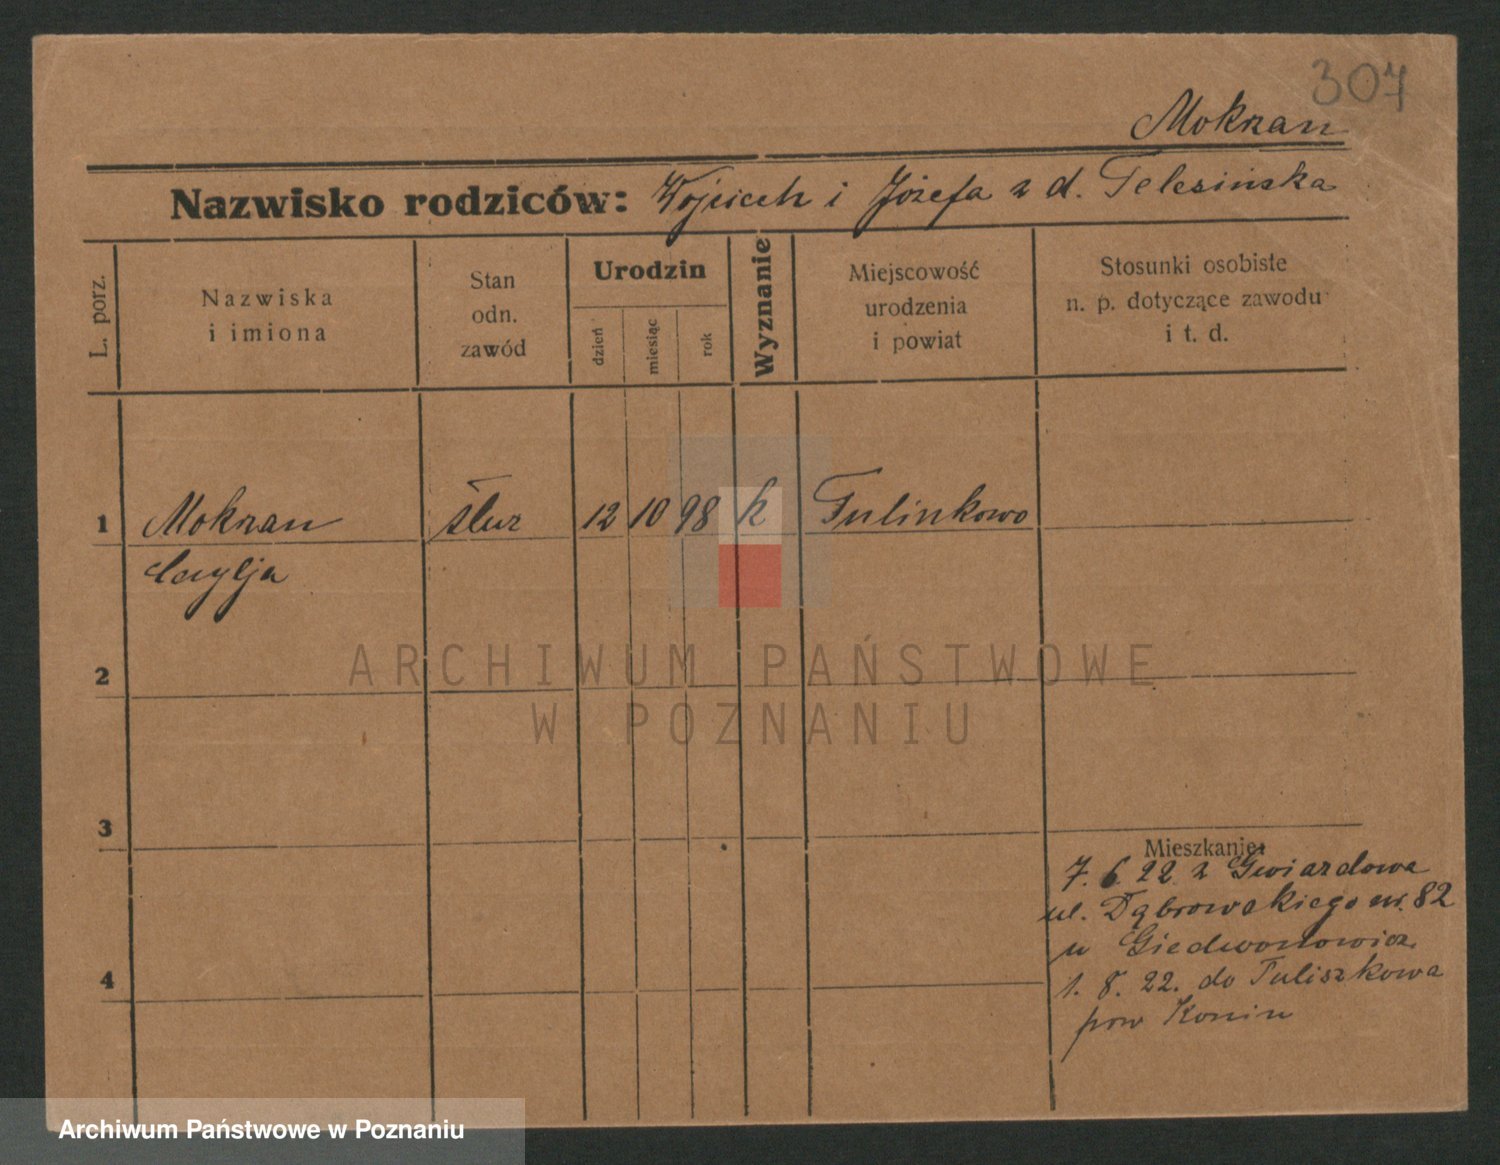 307
Mokran
Nazwisko rodziców: Wojciech i Józefa z d. Telesińska
L. porz.
Nazwiska
i imiona
Stan
odn.
zawód
Urodzin
dzień
miesiąc
rok
Wyznanie
Miejscowość
urodzenia
i powiat
Stosunki osobiste
n. p. dotyczące zawodu
i t. d.
1 Mokran służ 12 10 98 k Tulinkowo
Cecylja
2
ARCHIWUM PAŃSTWOWE
W POZNANIU
3
Mieszkanie:
7. 6. 22 z Gwiazdowa
ul. Dąbrowskiego nr. 82
u Giedwonowicz
4
1. 8. 22. do Tuliszkowa
pow Konin
Archiwum Państwowe w Poznaniu